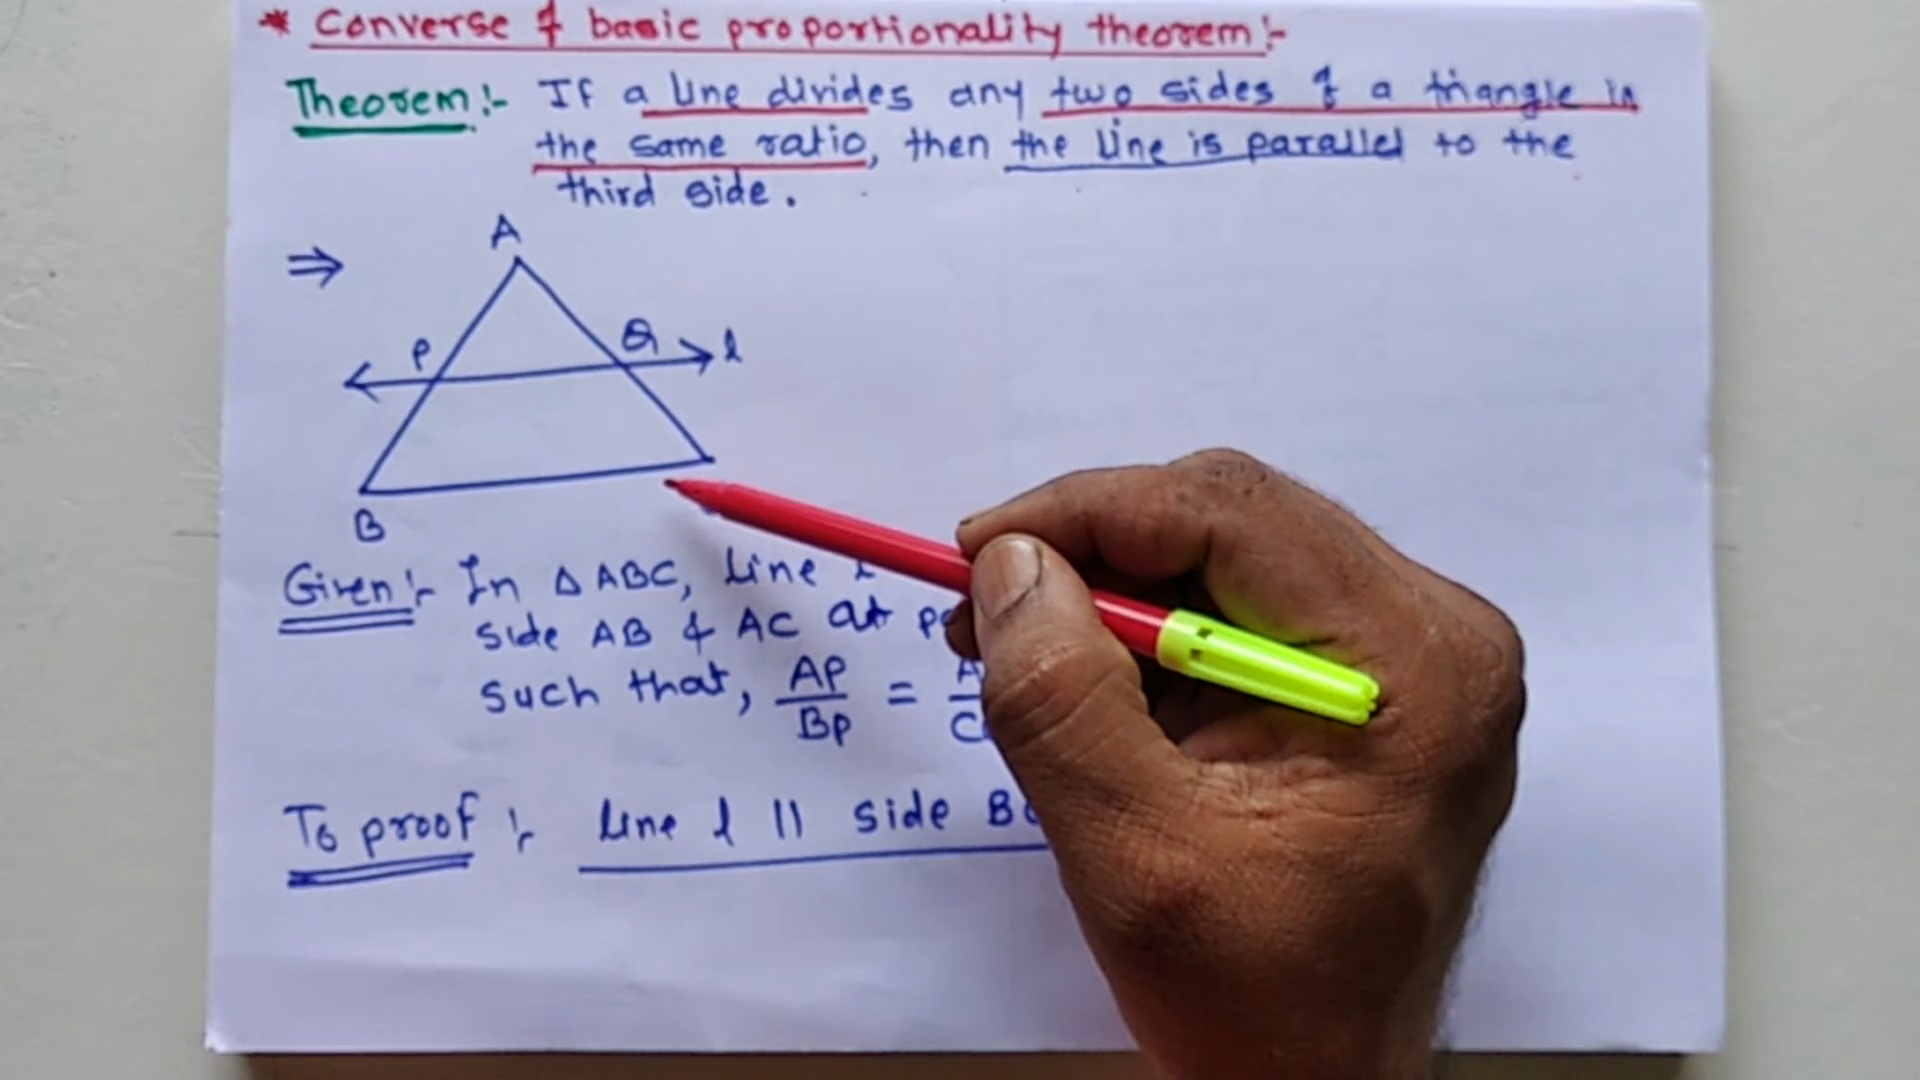 * Converse of basic proportionality theorem :-
Theorem :- If a line divides any two sides of a triangle in
the same ratio, then the line is parallel to the
third side.
⇒
A
P Q l
B
Given :- In △ ABC, line
side AB & AC at
such that, AP/BP = A/C
To proof :- line l || side BC